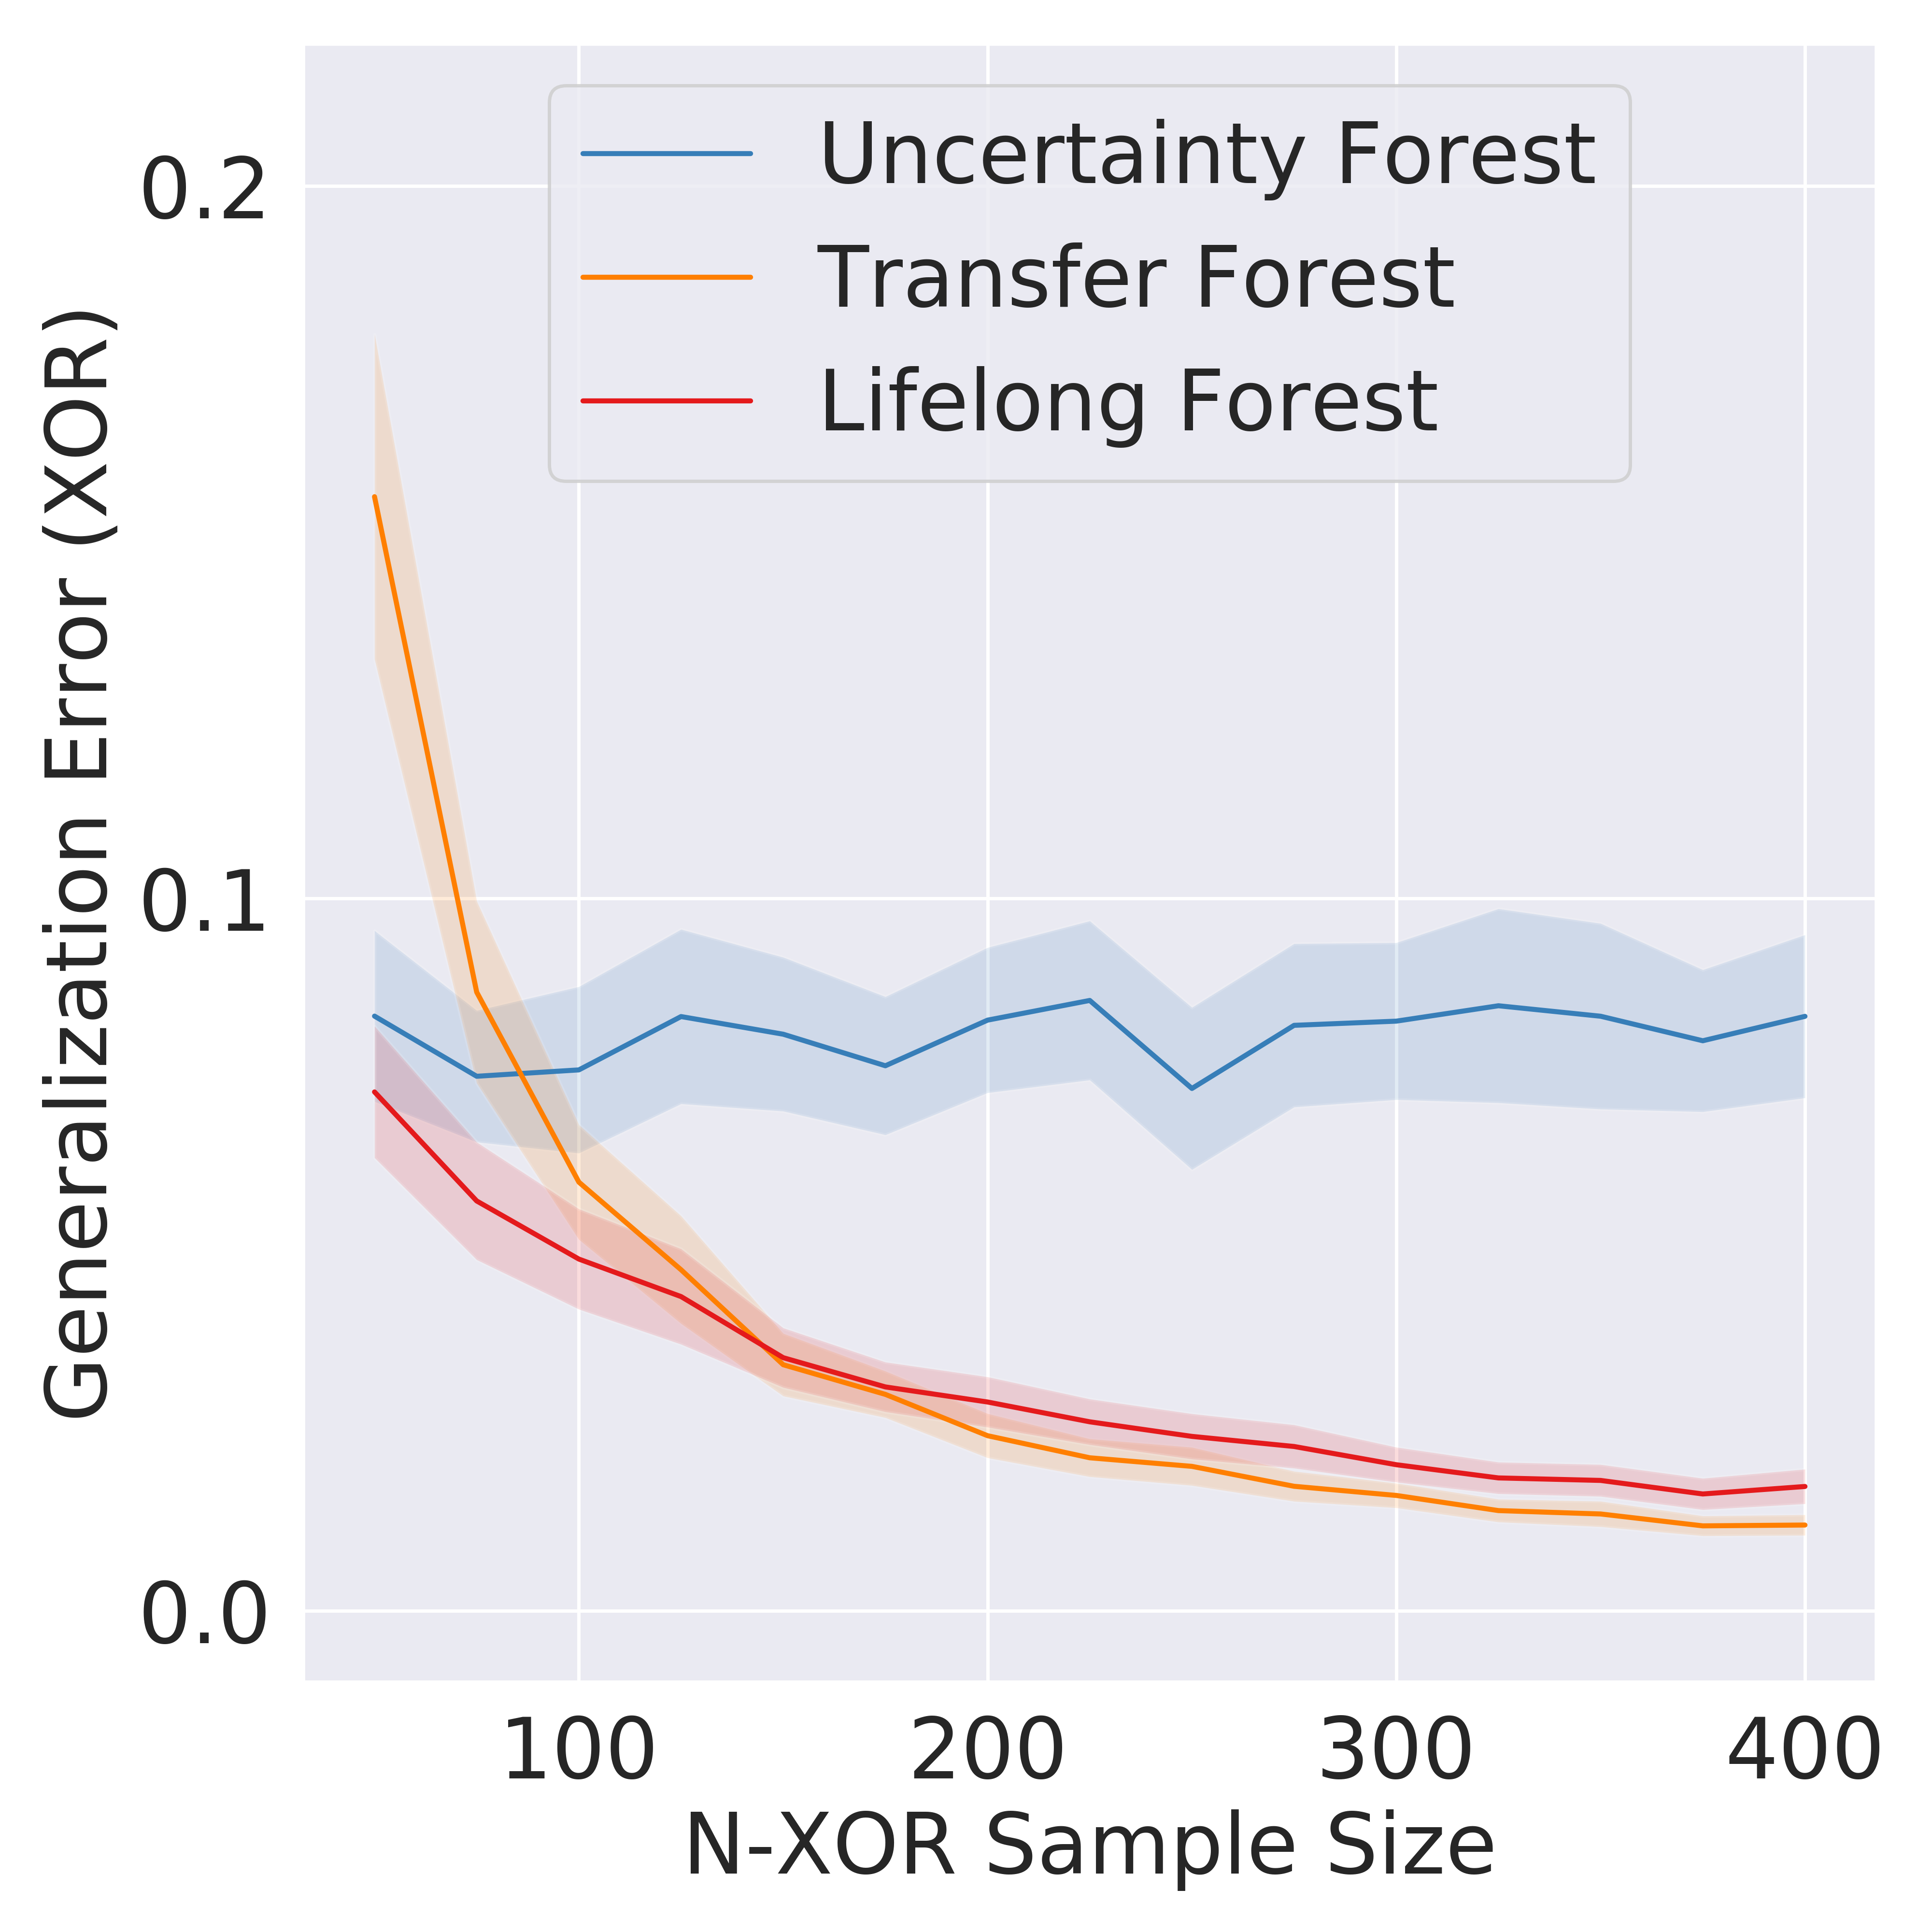 Uncertainty Forest
Transfer Forest
Lifelong Forest
Generalization Error (XOR)
0.2
0.1
0.0
100 200 300 400
N-XOR Sample Size